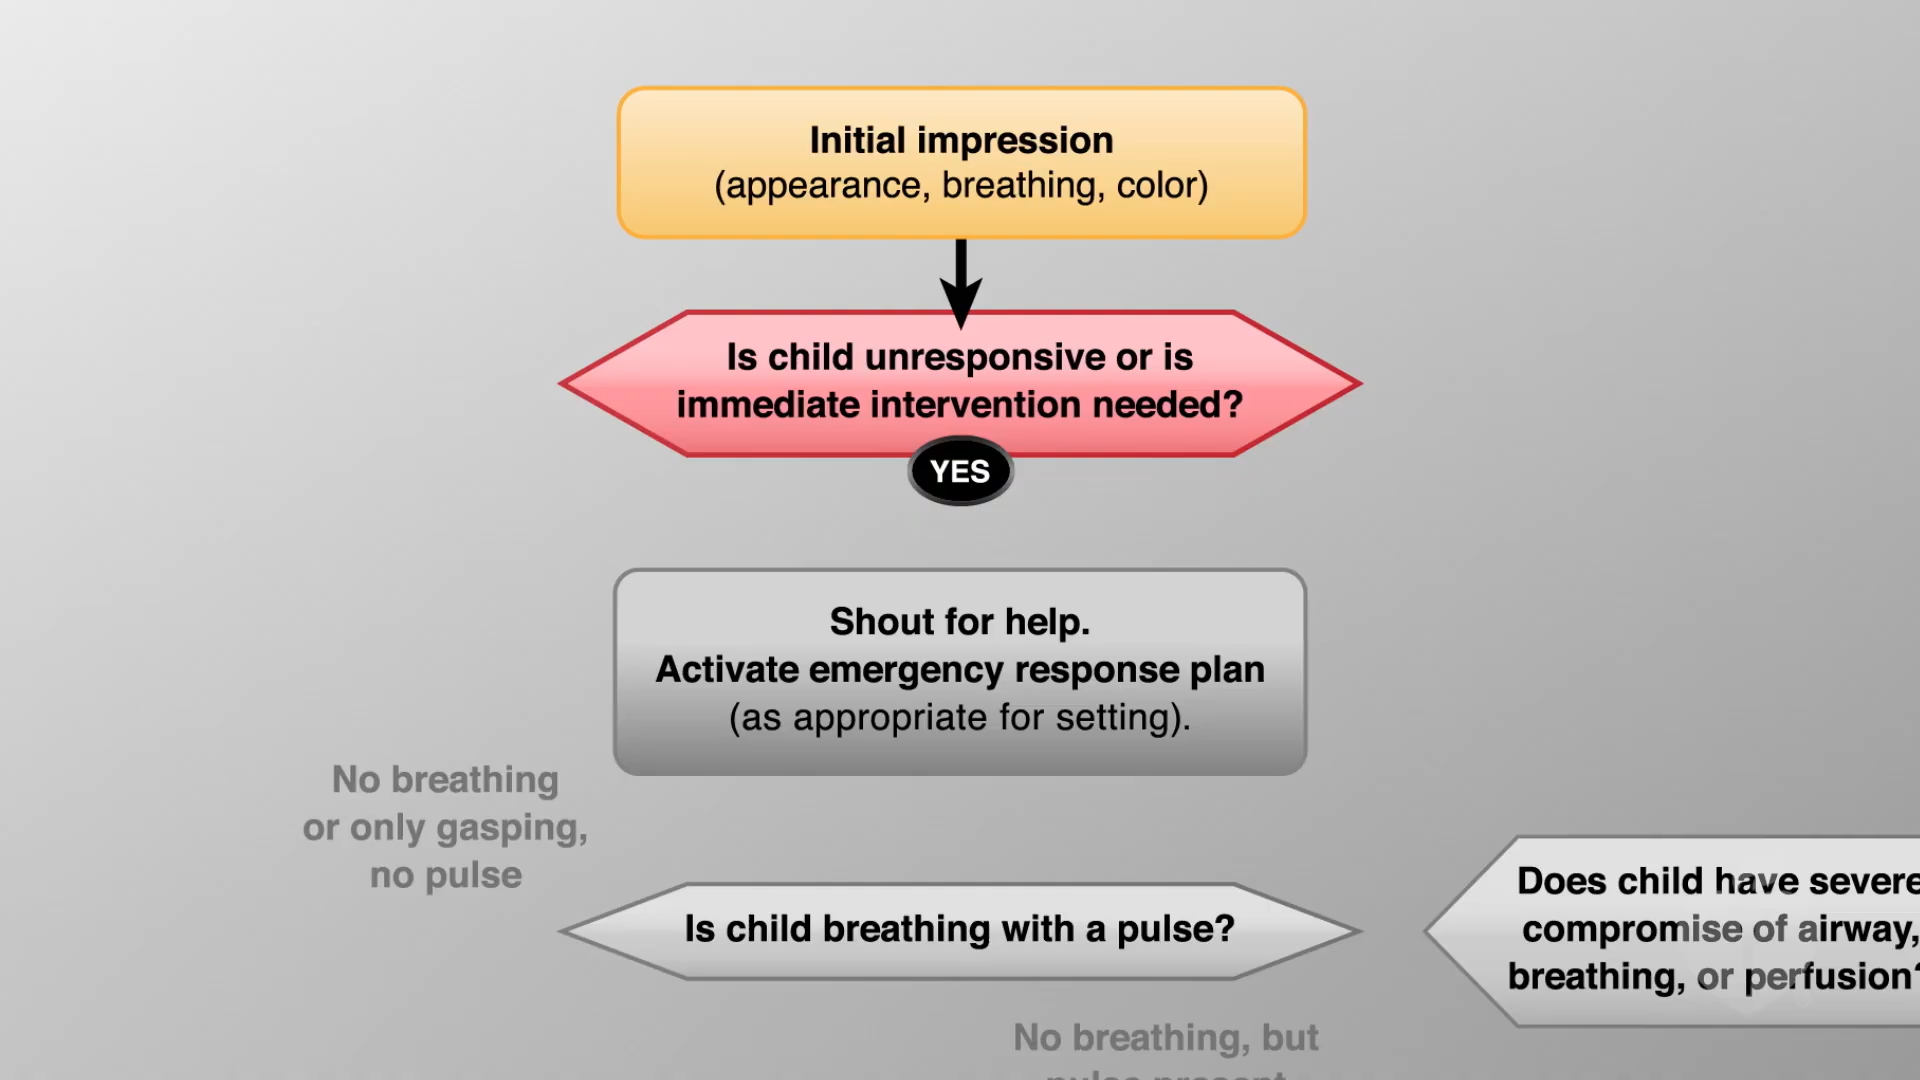 Initial impression
(appearance, breathing, color)
Is child unresponsive or is
immediate intervention needed?
YES
Shout for help.
Activate emergency response plan
(as appropriate for setting).
No breathing
or only gasping,
no pulse
Is child breathing with a pulse?
Does child have severe
compromise of airway,
breathing, or perfusion?
No breathing, but
pulse present